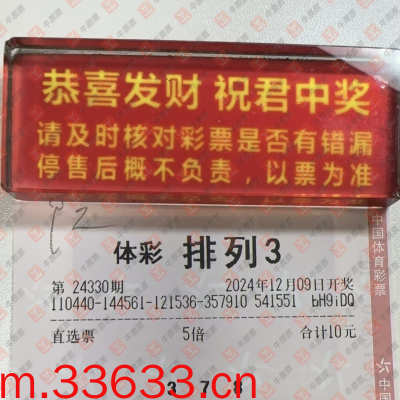 恭喜发财 祝君中奖
请及时核对彩票是否有错漏
停售后概不负责，以票为准
体彩 排列3
第 24330期 2024年12月09日开奖
110440-144561-121536-357910 541551 bH9iDQ
直选票 5倍 合计10元
m.33633.cn
3 7 8
中国体育彩票